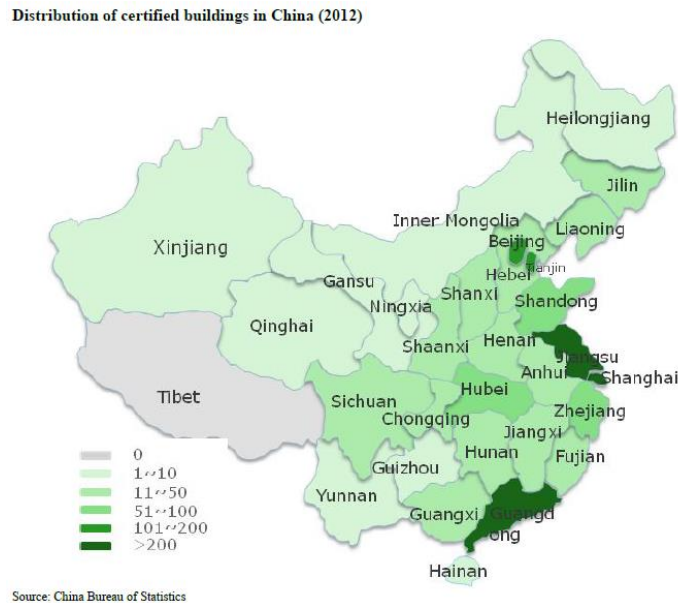 Distribution of certified buildings in China (2012)
Heilongjiang
Jilin
Inner Mongolia
Liaoning
Beijing
Xinjiang
Tianjin
Hebei
Gansu
Shanxi
Ningxia
Shandong
Qinghai
Shaanxi
Henan
Jiangsu
Anhui
Shanghai
Tibet
Sichuan
Hubei
Zhejiang
Chongqing
Jiangxi
Hunan
Fujian
Guizhou
Yunnan
Guangxi
Guangd
ong
Hainan
0
1~10
11~50
51~100
101~200
>200
Source: China Bureau of Statistics